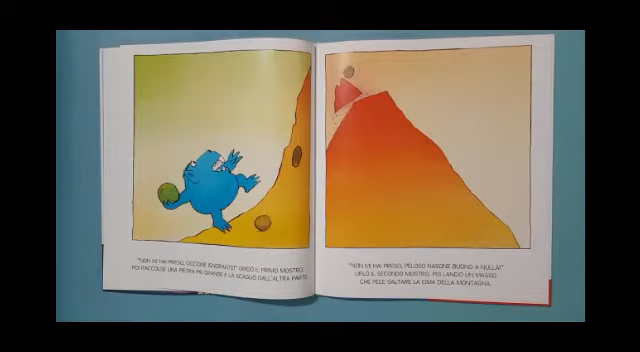 "NON MI HAI PRESO, CICCIONE IGNORANTE!" GRIDÒ IL PRIMO MOSTRO.
POI RACCOLSE UNA PIETRA PIÙ GRANDE E LA SCAGLIÒ DALL'ALTRA PARTE.
"NON MI HAI PRESO, PELOSO NASONE BUONO A NULLA!"
URLÒ IL SECONDO MOSTRO. POI LANCIÒ UN MASSO
CHE FECE SALTARE LA CIMA DELLA MONTAGNA.